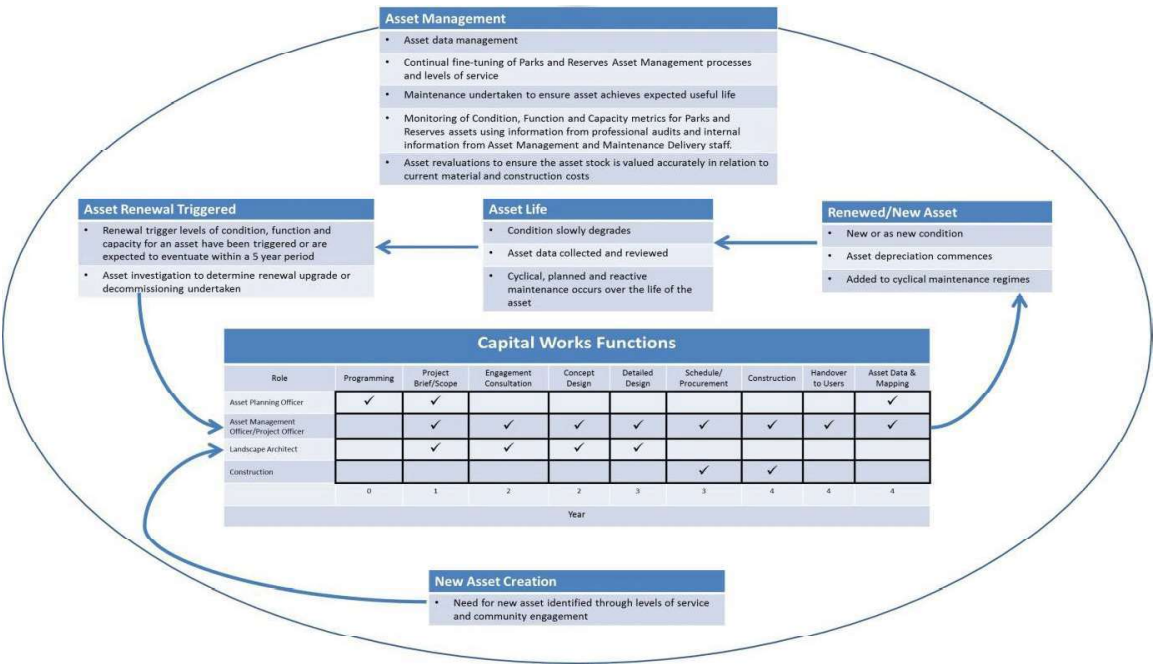 Asset Management
• Asset data management
• Continual fine-tuning of Parks and Reserves Asset Management processes
and levels of service
• Maintenance undertaken to ensure asset achieves expected useful life
• Monitoring of Condition, Function and Capacity metrics for Parks and
Reserves assets using information from professional audits and internal
information from Asset Management and Maintenance Delivery staff.
• Asset revaluations to ensure the asset stock is valued accurately in relation to
current material and construction costs
Asset Renewal Triggered
• Renewal trigger levels of condition, function and
capacity for an asset have been triggered or are
expected to eventuate within a 5 year period
• Asset investigation to determine renewal upgrade or
decommissioning undertaken
Asset Life
• Condition slowly degrades
• Asset data collected and reviewed
• Cyclical, planned and reactive
maintenance occurs over the life of the
asset
Renewed/New Asset
• New or as new condition
• Asset depreciation commences
• Added to cyclical maintenance regimes
Capital Works Functions
Role Programming Project Brief/Scope Engagement Consultation Concept Design Detailed Design Schedule/ Procurement Construction Handover to Users Asset Data & Mapping
Asset Planning Officer ✓ ✓ ✓
Asset Management
Officer/Project Officer ✓ ✓ ✓ ✓ ✓ ✓ ✓ ✓
Landscape Architect ✓ ✓ ✓ ✓
Construction ✓ ✓
0 1 2 2 3 3 4 4 4
Year
New Asset Creation
• Need for new asset identified through levels of service
and community engagement